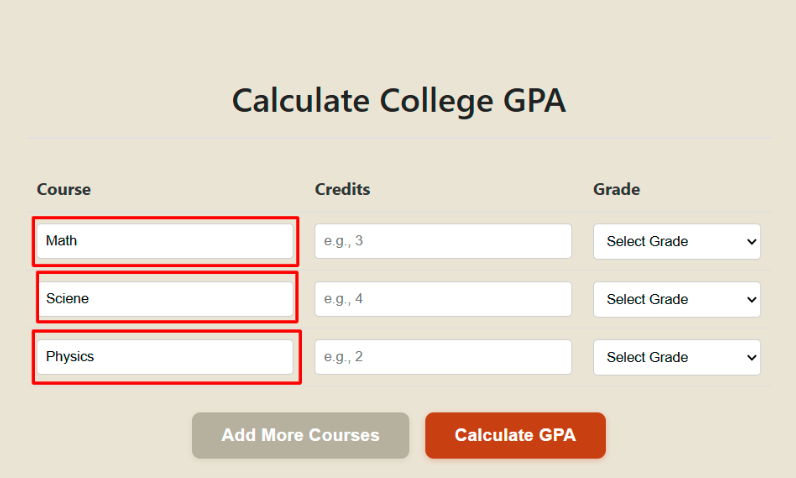 Calculate College GPA
Course Credits Grade
Math e.g., 3 Select Grade
Sciene e.g., 4 Select Grade
Physics e.g., 2 Select Grade
Add More Courses Calculate GPA